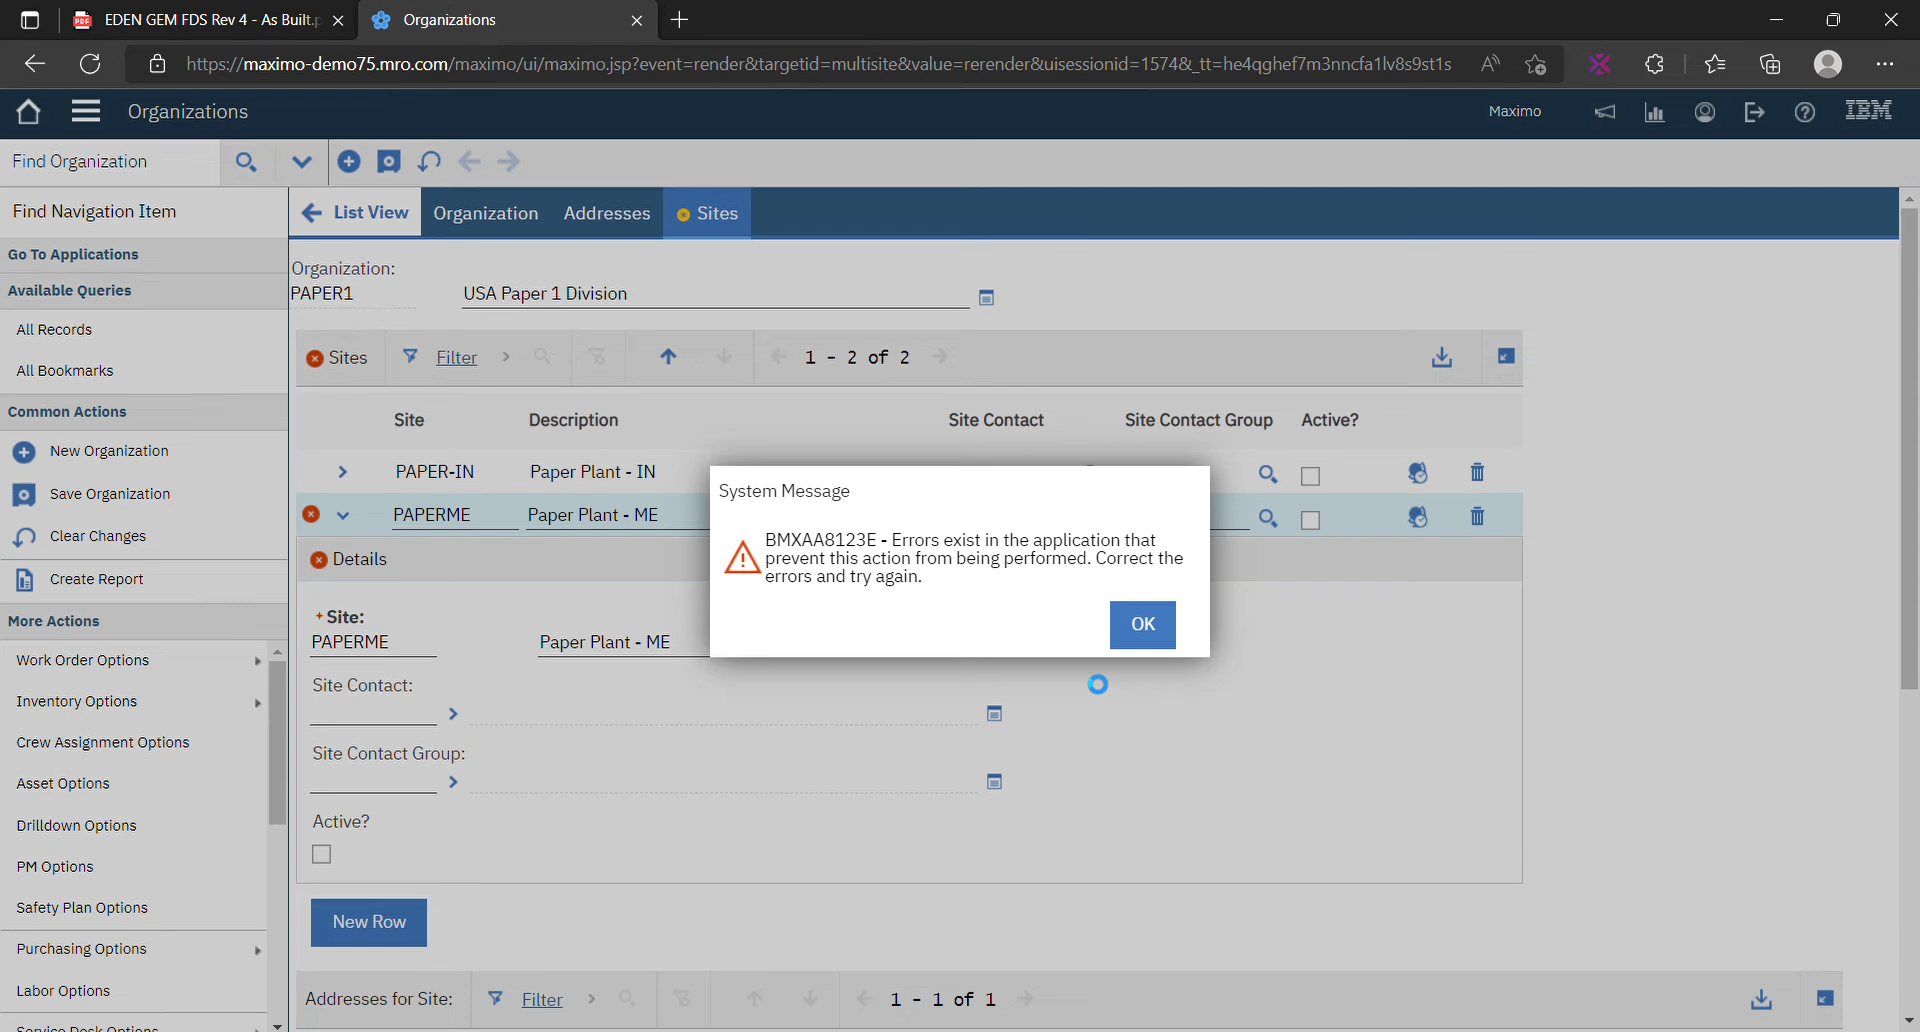 EDEN GEM FDS Rev 4 - As Built.
Organizations
https://maximo-demo75.mro.com/maximo/ui/maximo.jsp?event=render&targetid=multisite&value=rerender&uisessionid=1574&_tt=he4qghef7m3nncfa1lv8s9st1s
Organizations
Maximo
IBM
Find Organization
Find Navigation Item
List View
Organization
Addresses
Sites
Go To Applications
Available Queries
All Records
All Bookmarks
Common Actions
New Organization
Save Organization
Clear Changes
Create Report
More Actions
Work Order Options
Inventory Options
Crew Assignment Options
Asset Options
Drilldown Options
PM Options
Safety Plan Options
Purchasing Options
Labor Options
Service Desk Options
Organization:
PAPER1 USA Paper 1 Division
Sites Filter 1 - 2 of 2
Site Description Site Contact Site Contact Group Active?
PAPER-IN Paper Plant - IN
PAPERME Paper Plant - ME
Details
Site:
PAPERME Paper Plant - ME
Site Contact:
Site Contact Group:
Active?
New Row
Addresses for Site: Filter 1 - 1 of 1
System Message
BMXAA8123E - Errors exist in the application that
prevent this action from being performed. Correct the
errors and try again.
OK